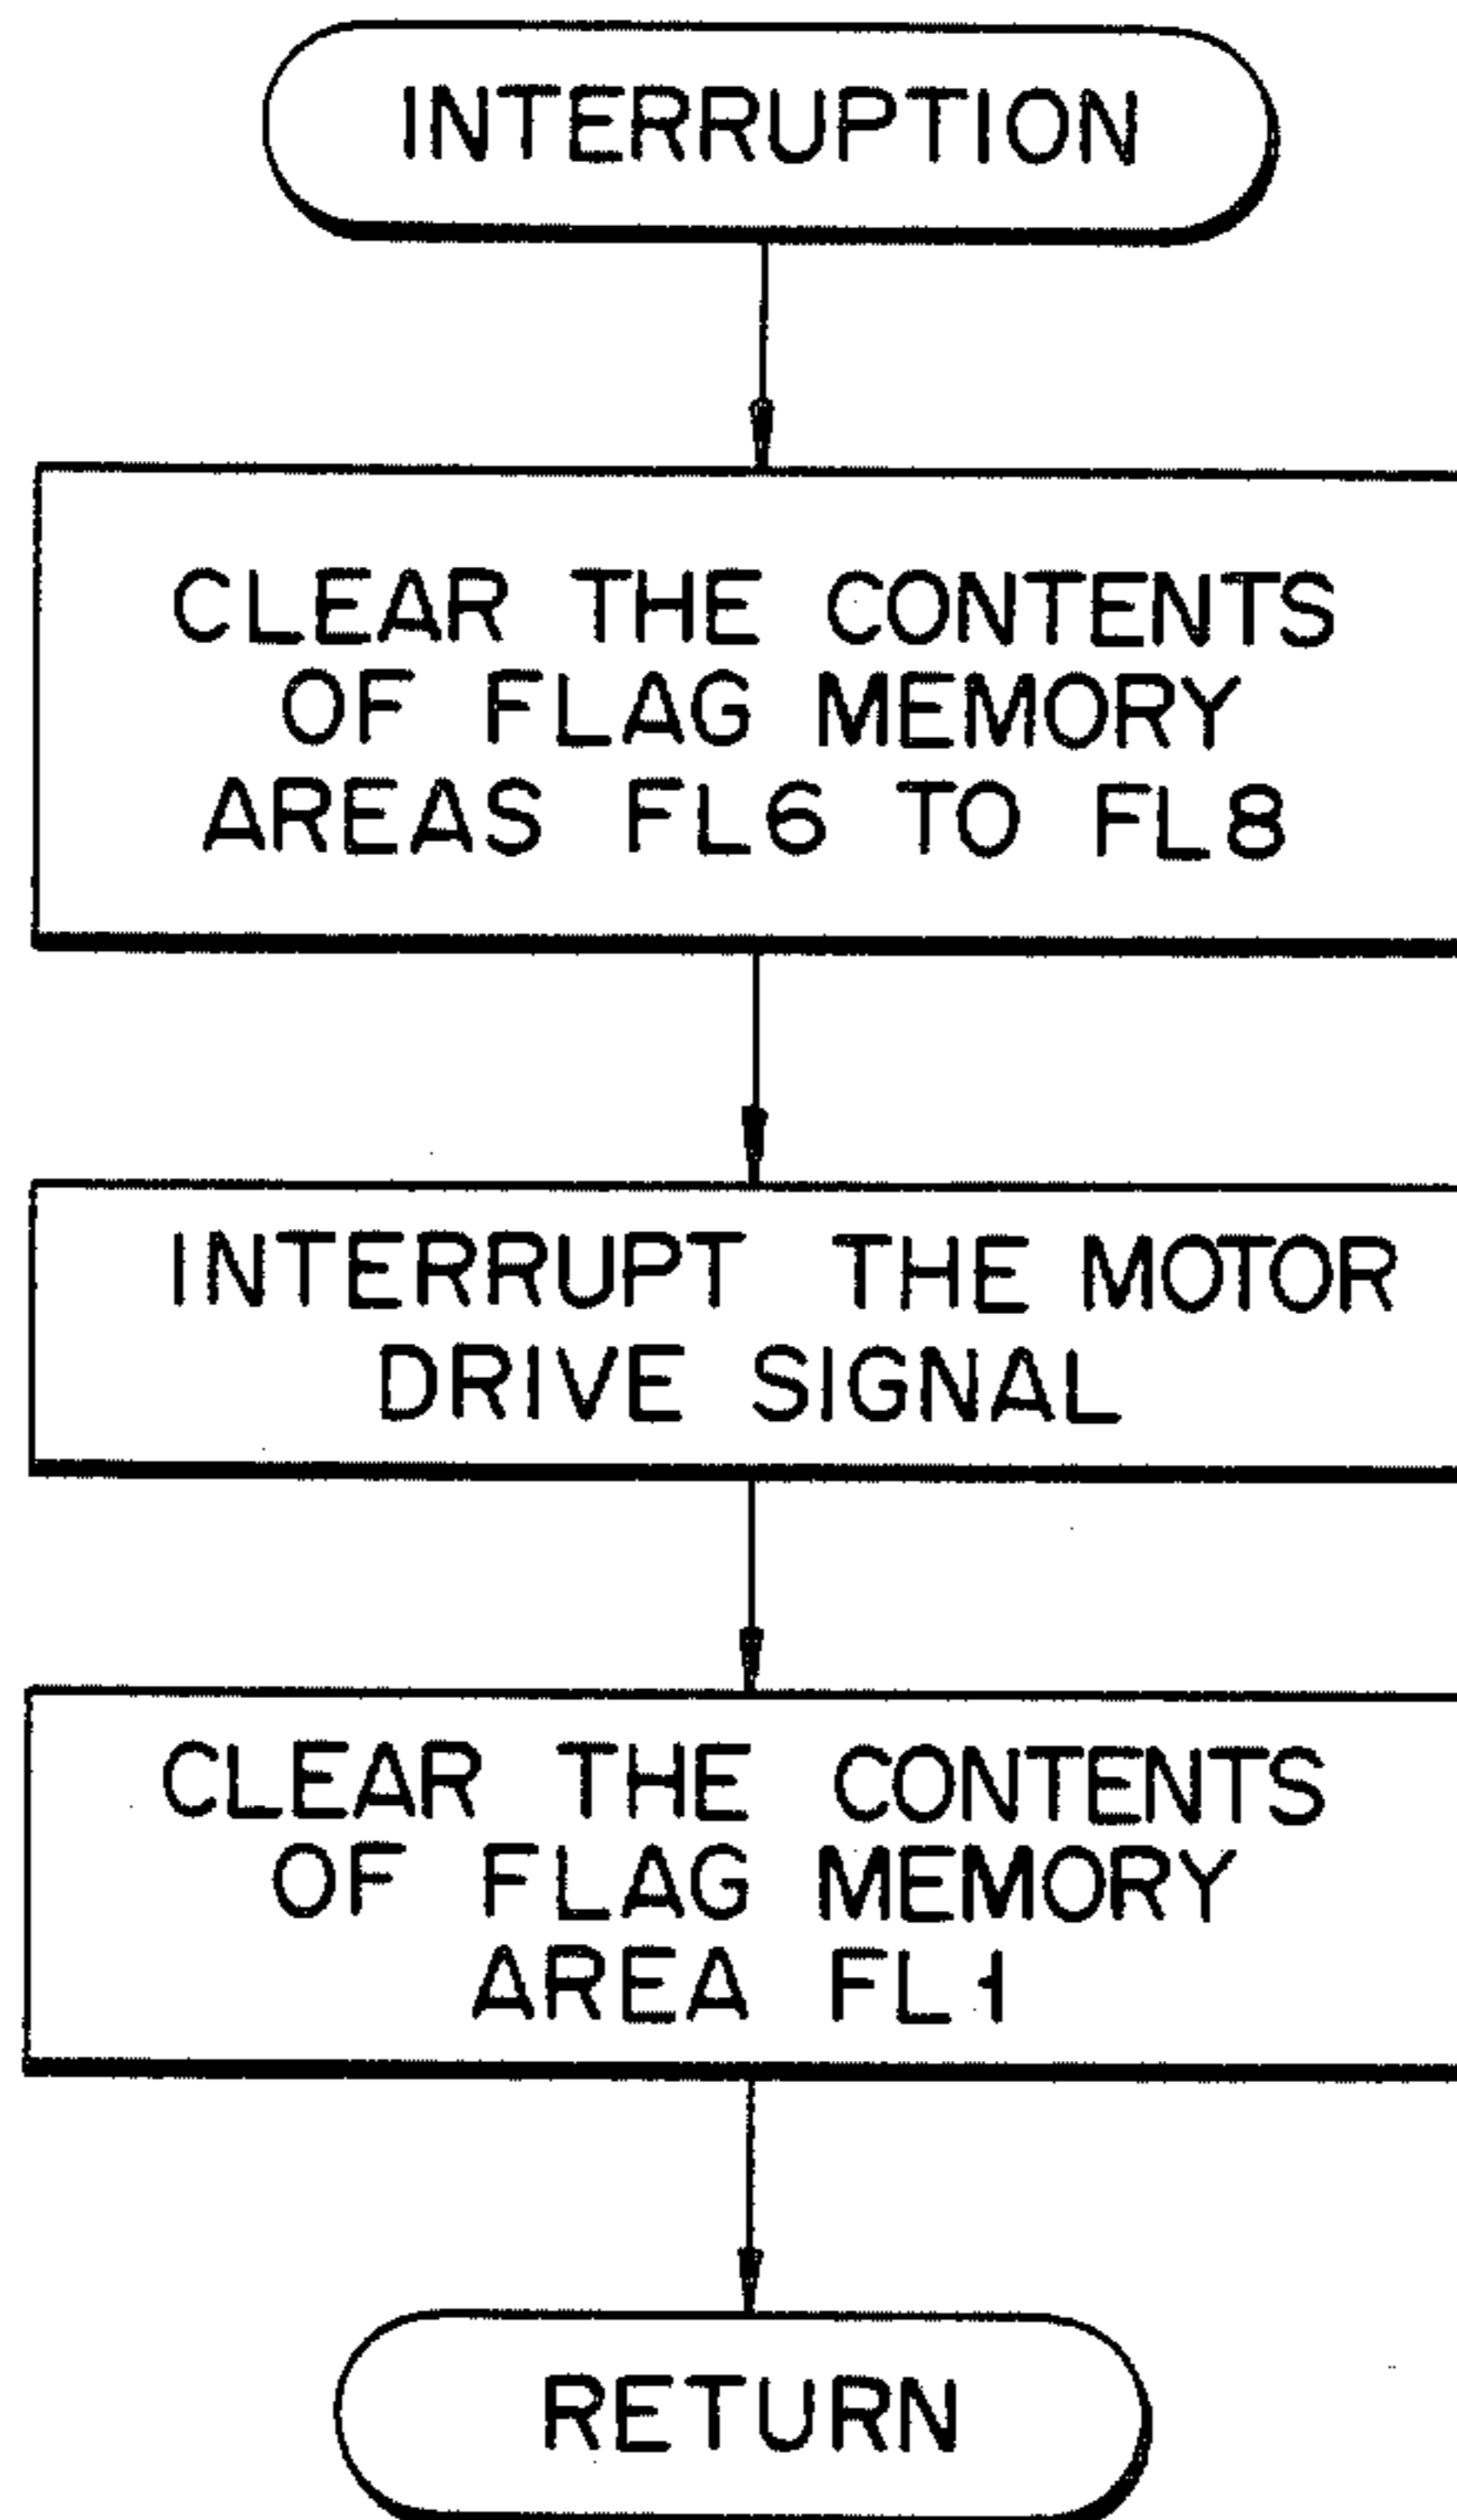 INTERRUPTION
CLEAR THE CONTENTS
OF FLAG MEMORY
AREAS FL6 TO FL8
INTERRUPT THE MOTOR
DRIVE SIGNAL
CLEAR THE CONTENTS
OF FLAG MEMORY
AREA FL1
RETURN